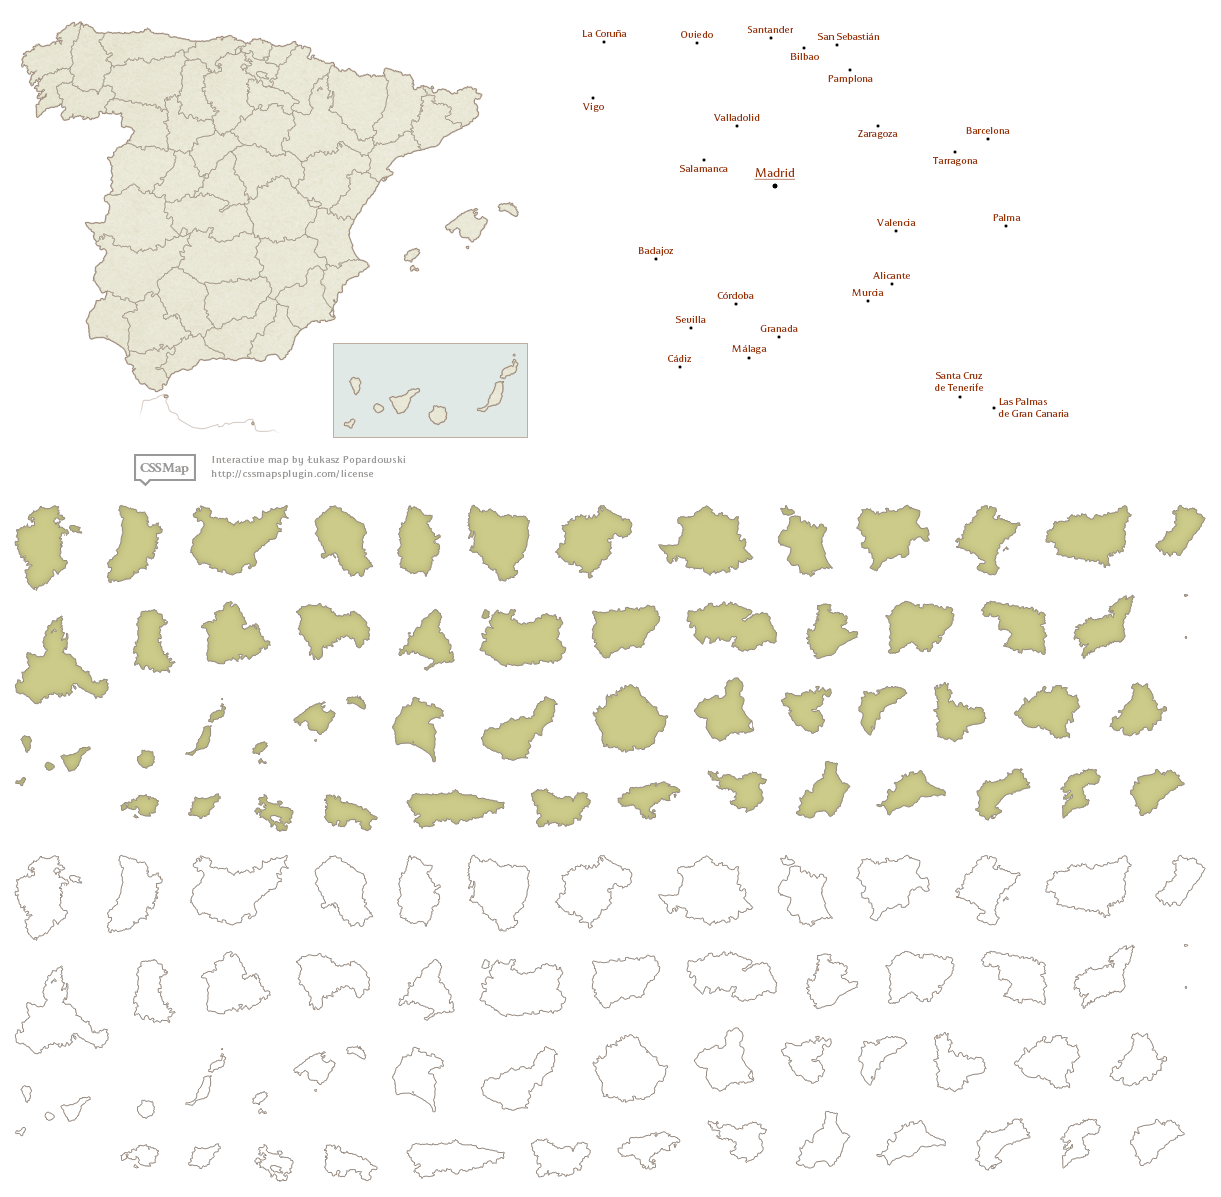 La Coruña
Oviedo
Santander
San Sebastián
Bilbao
Pamplona
Vigo
Valladolid
Zaragoza
Barcelona
Tarragona
Salamanca
Madrid
Valencia
Palma
Badajoz
Alicante
Murcia
Córdoba
Sevilla
Granada
Málaga
Cádiz
Santa Cruz
de Tenerife
Las Palmas
de Gran Canaria
CSSMap
Interactive map by Łukasz Popardowski
http://cssmapsplugin.com/license